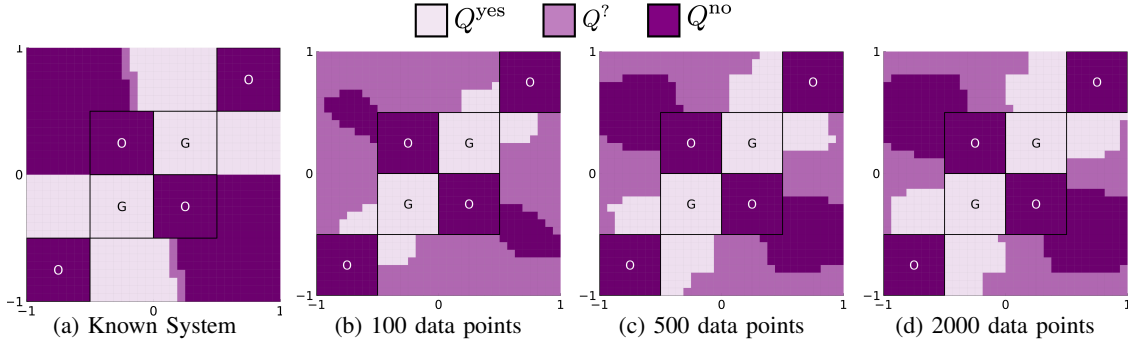 Q^yes Q^? Q^no
1 1 1 1
O O O O
O G O G O G O G
0 0 0 0
G O G O G O G O
O O O O
−1 −1 −1 −1
−1 0 1 −1 0 1 −1 0 1 −1 0 1
(a) Known System (b) 100 data points (c) 500 data points (d) 2000 data points